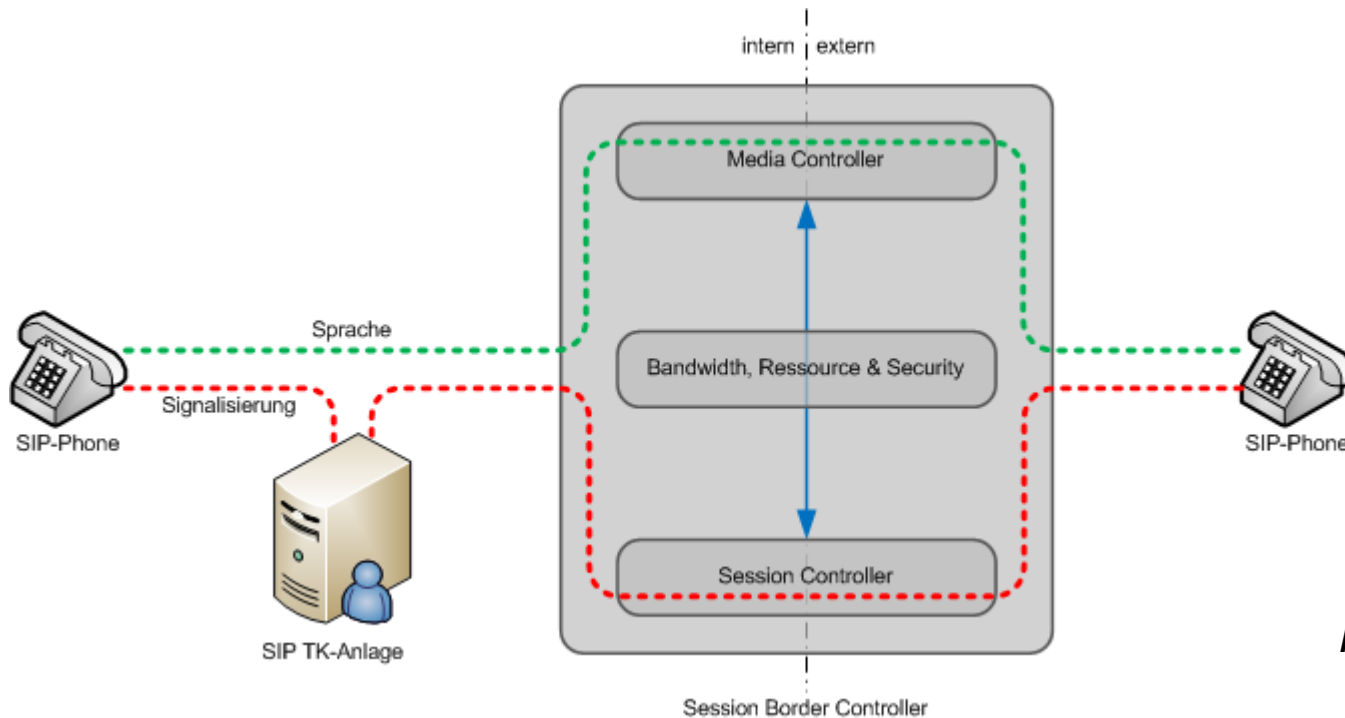 intern extern
Media Controller
Sprache
Bandwidth, Ressource & Security
Signalisierung
SIP-Phone
SIP-Phone
Session Controller
SIP TK-Anlage
Session Border Controller